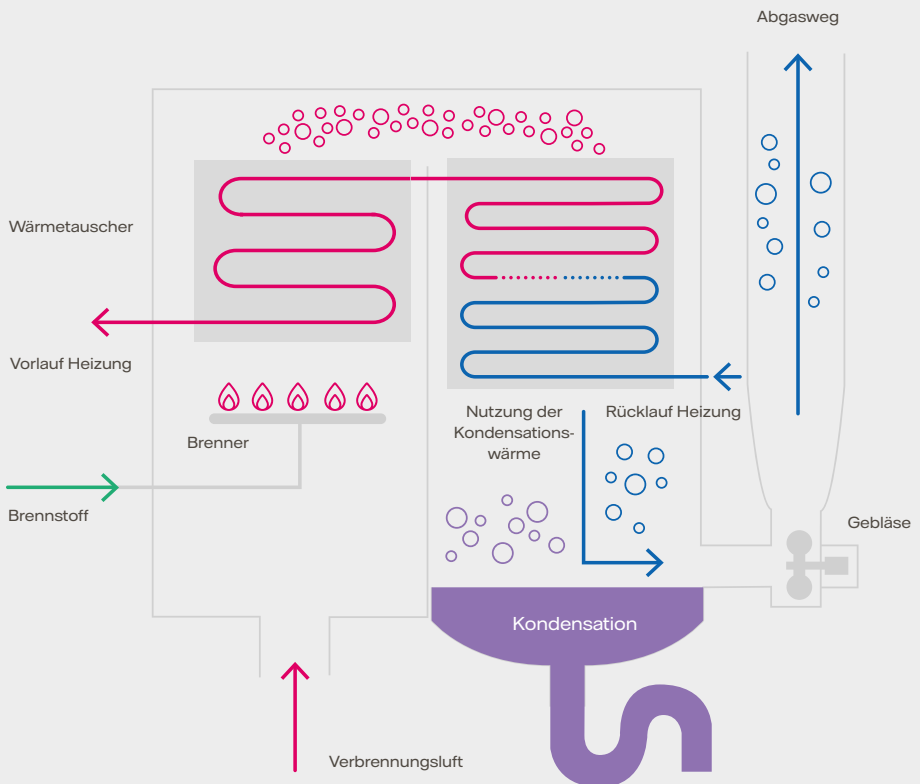 Abgasweg
Wärmetauscher
Vorlauf Heizung
Nutzung der
Kondensations-
wärme
Rücklauf Heizung
Brenner
Brennstoff
Gebläse
Kondensation
Verbrennungsluft